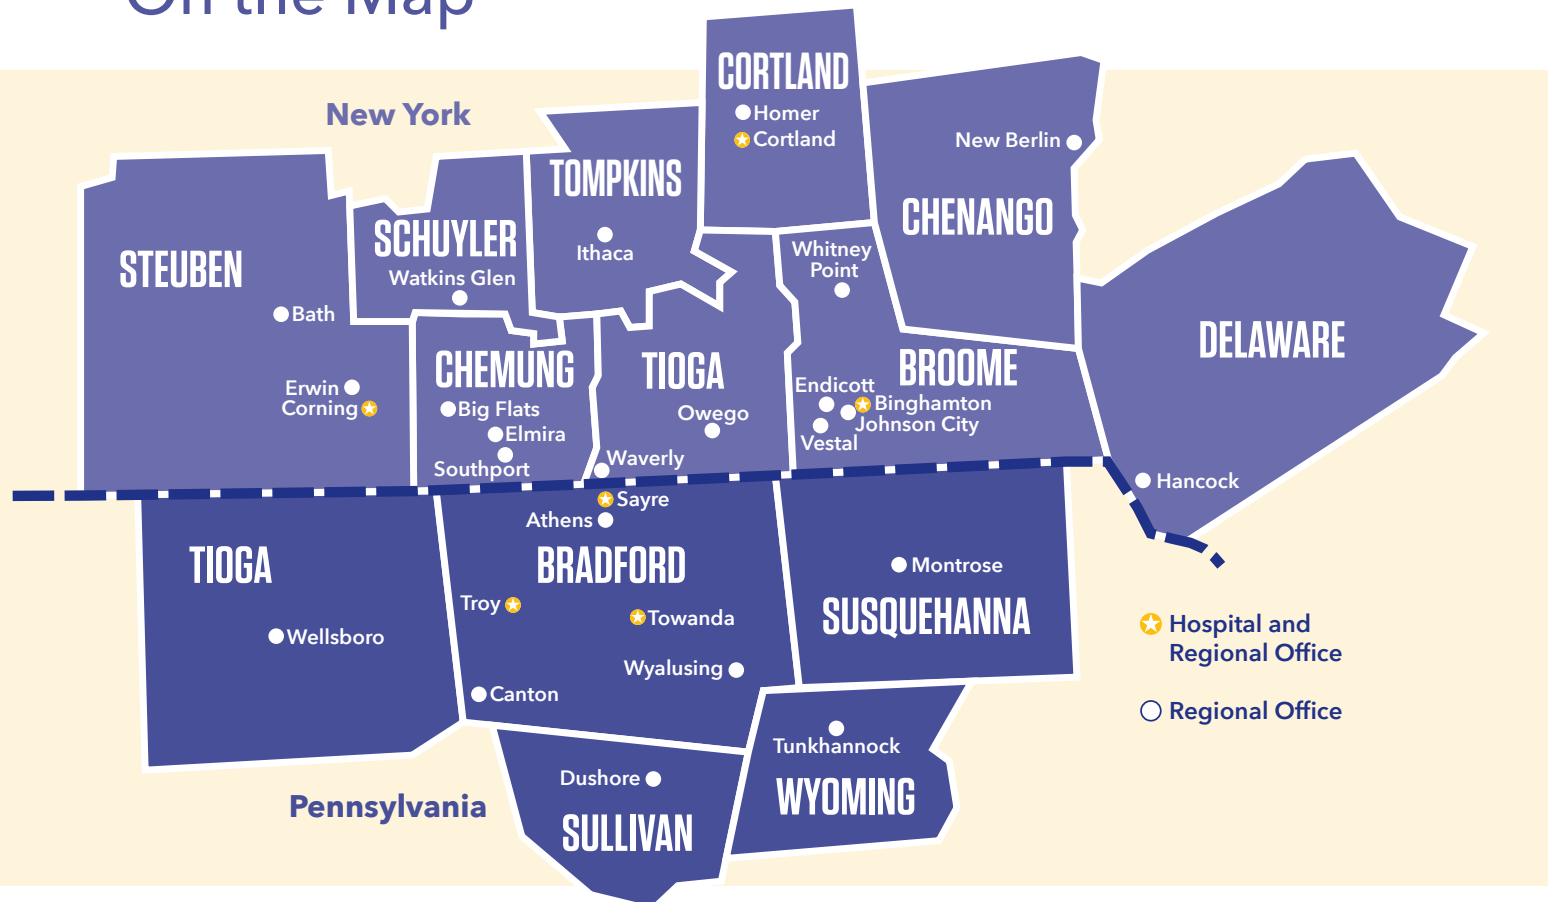 On the Map
New York
CORTLAND
Homer
Cortland
New Berlin
TOMPKINS
CHENANGO
SCHUYLER
Ithaca
Whitney
Point
STEUBEN
Watkins Glen
Bath
DELAWARE
CHEMUNG
TIOGA
BROOME
Erwin
Corning
Big Flats
Elmira
Southport
Owego
Waverly
Endicott
Binghamton
Johnson City
Vestal
Hancock
Sayre
Athens
TIOGA
BRADFORD
Montrose
Troy
Towanda
SUSQUEHANNA
Wellsboro
Wyalusing
Canton
Hospital and
Regional Office
Regional Office
Tunkhannock
Dushore
WYOMING
Pennsylvania
SULLIVAN